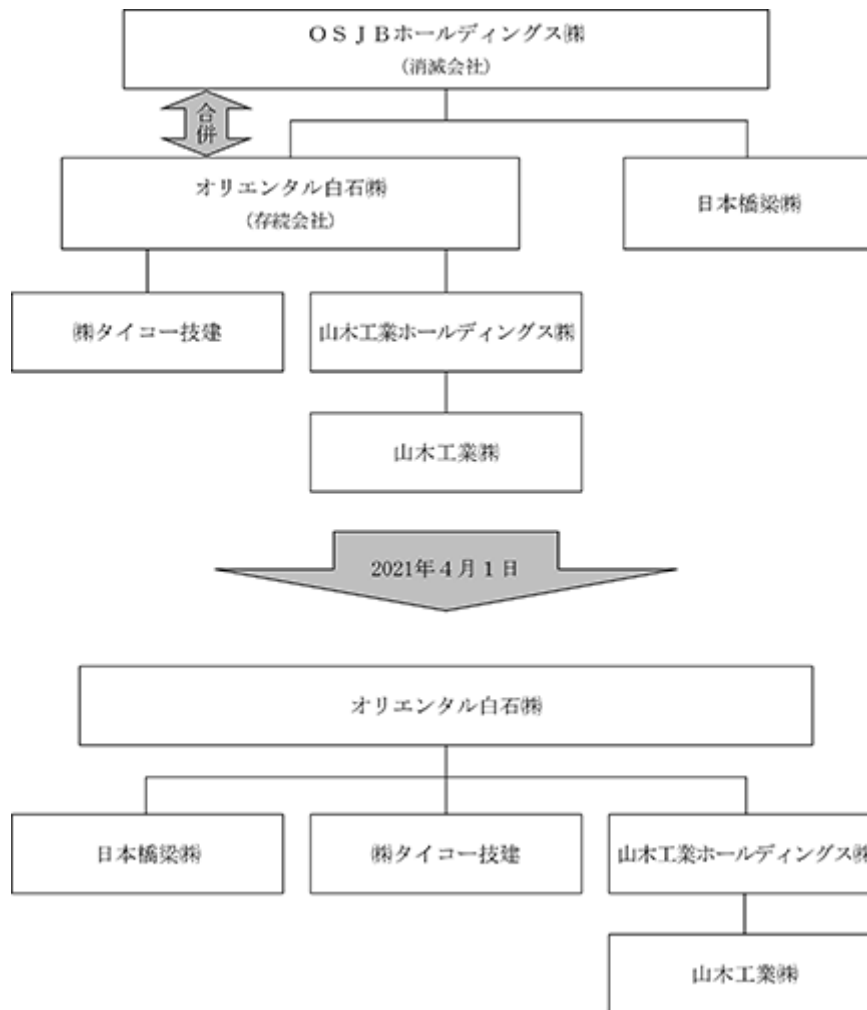 ＯＳＪＢホールディングス㈱
(消滅会社)
合併
オリエンタル白石㈱
(存続会社)
日本橋梁㈱
㈱タイコー技建
山木工業ホールディングス㈱
山木工業㈱
2021年４月１日
オリエンタル白石㈱
日本橋梁㈱
㈱タイコー技建
山木工業ホールディングス㈱
山木工業㈱